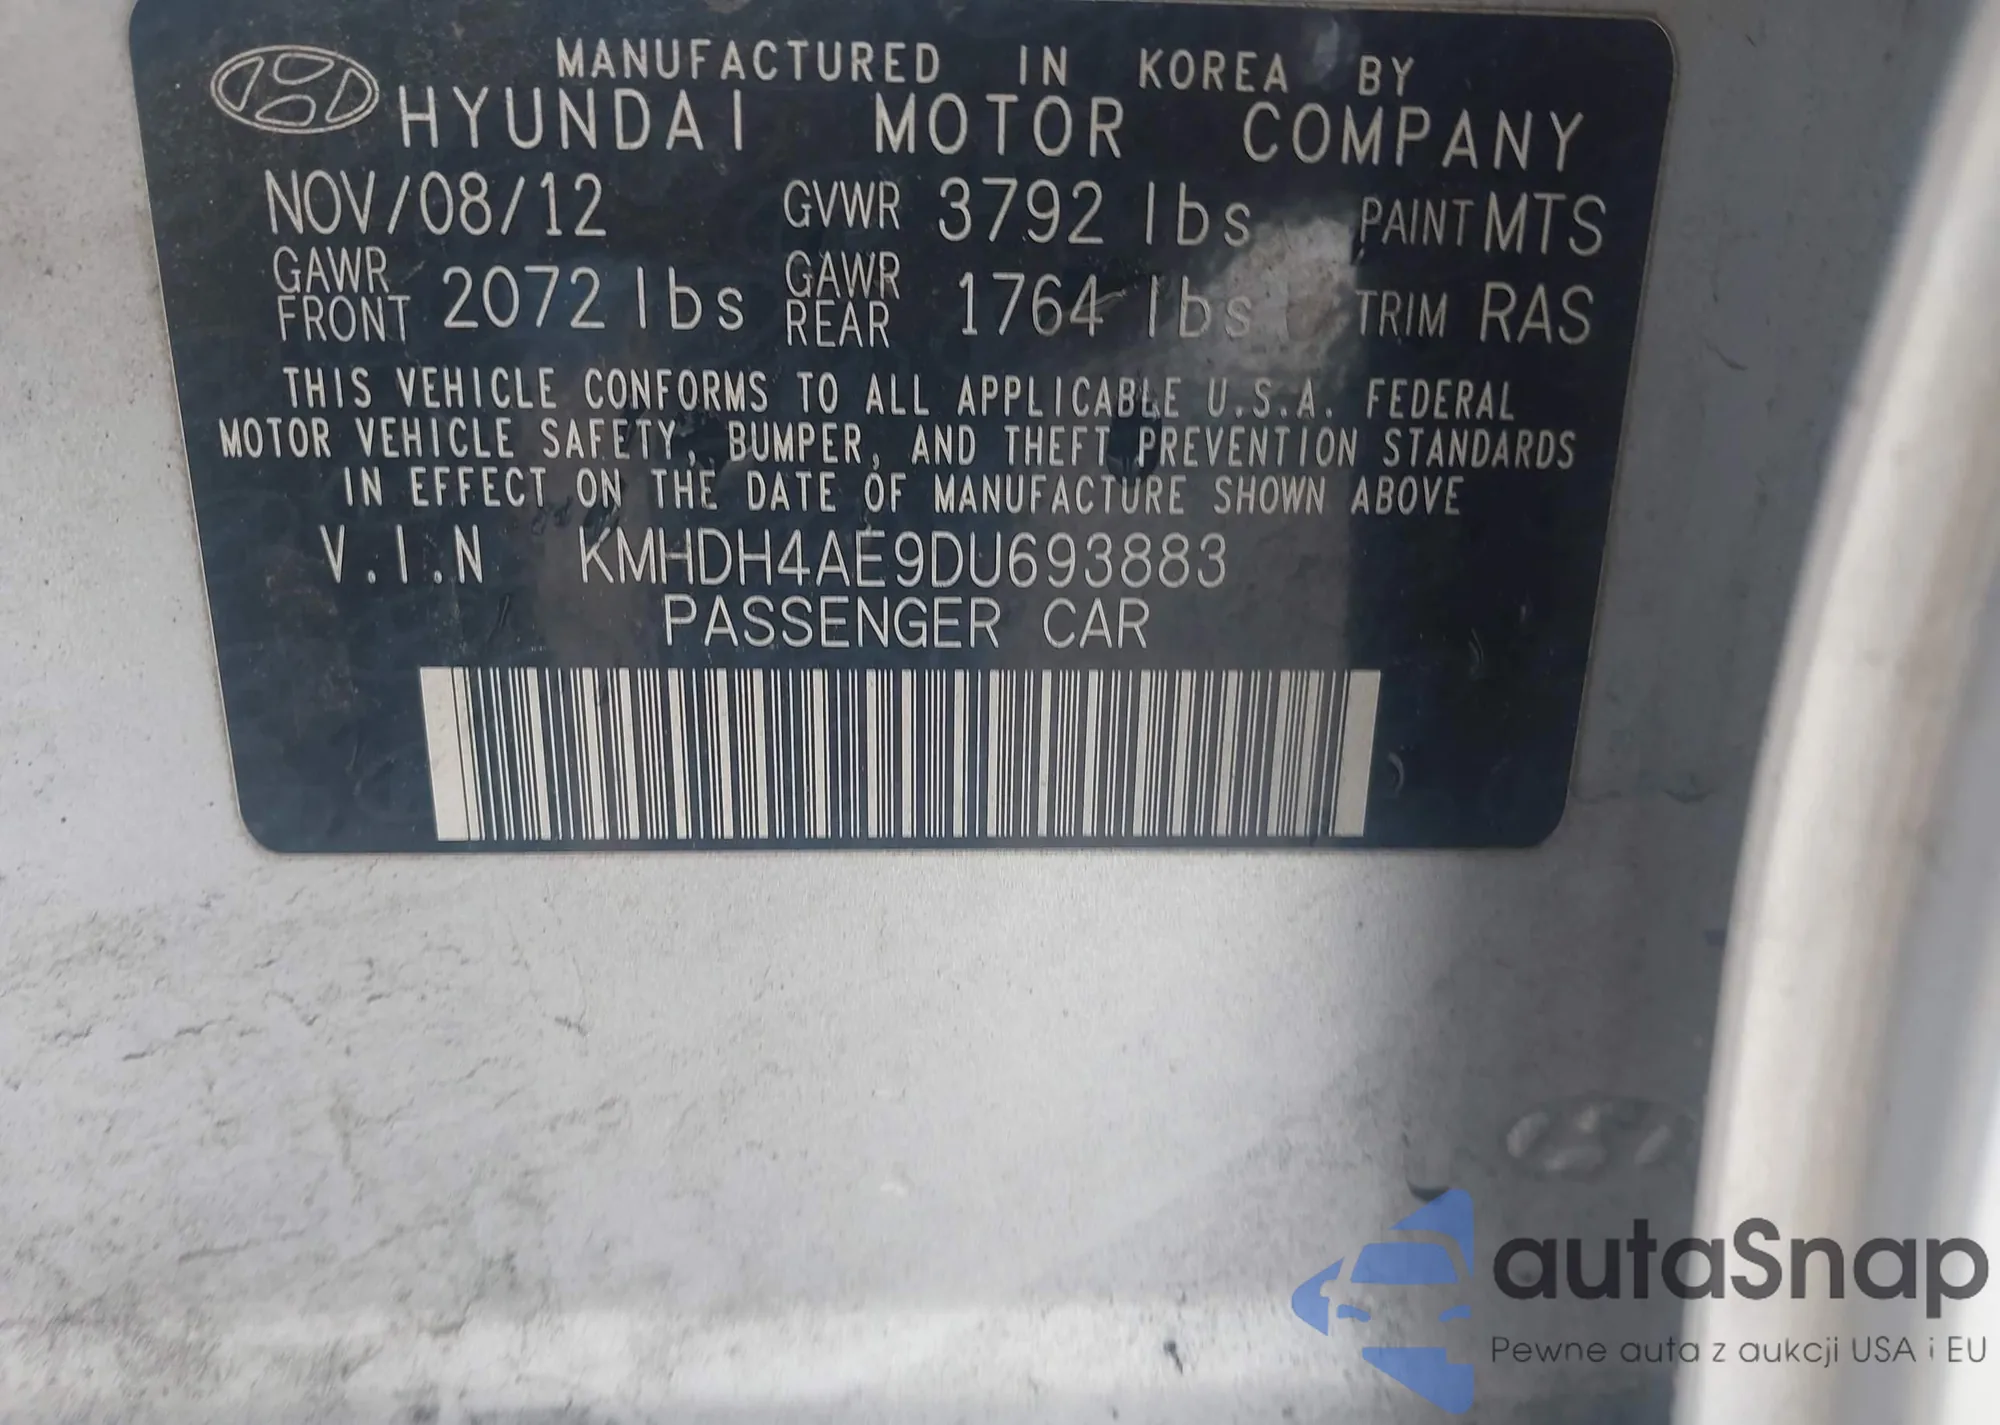 MANUFACTURED IN KOREA BY
HYUNDAI MOTOR COMPANY
NOV/08/12 GVWR 3792 lbs PAINT MTS
GAWR FRONT 2072 lbs GAWR REAR 1764 lbs TRIM RAS
THIS VEHICLE CONFORMS TO ALL APPLICABLE U.S.A. FEDERAL
MOTOR VEHICLE SAFETY, BUMPER, AND THEFT PREVENTION STANDARDS
IN EFFECT ON THE DATE OF MANUFACTURE SHOWN ABOVE
V.I.N KMHDH4AE9DU693883
PASSENGER CAR
autaSnap
Pewne auta z aukcji USA i EU